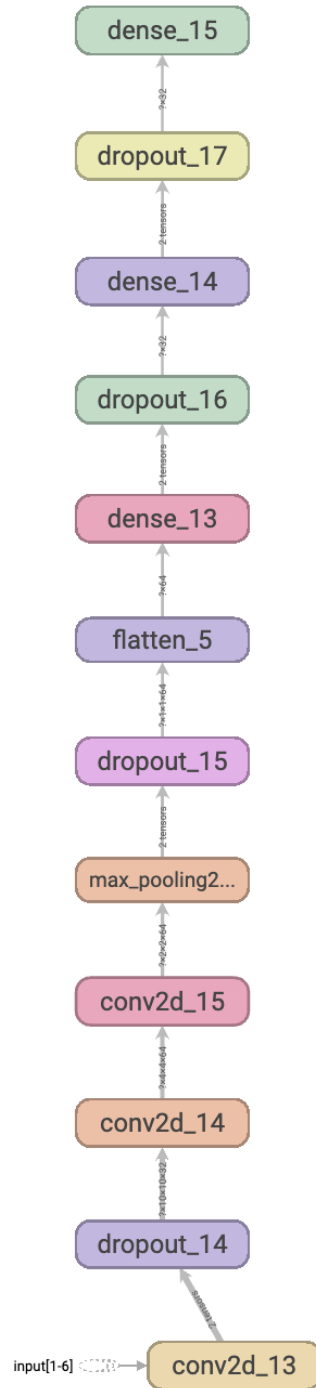 dense_15
?×32
dropout_17
2 tensors
dense_14
?×32
dropout_16
2 tensors
dense_13
?×64
flatten_5
?×1×1×64
dropout_15
2 tensors
max_pooling2...
?×2×2×64
conv2d_15
?×4×4×64
conv2d_14
?×10×10×32
dropout_14
2 tensors
input[1-6]
conv2d_13